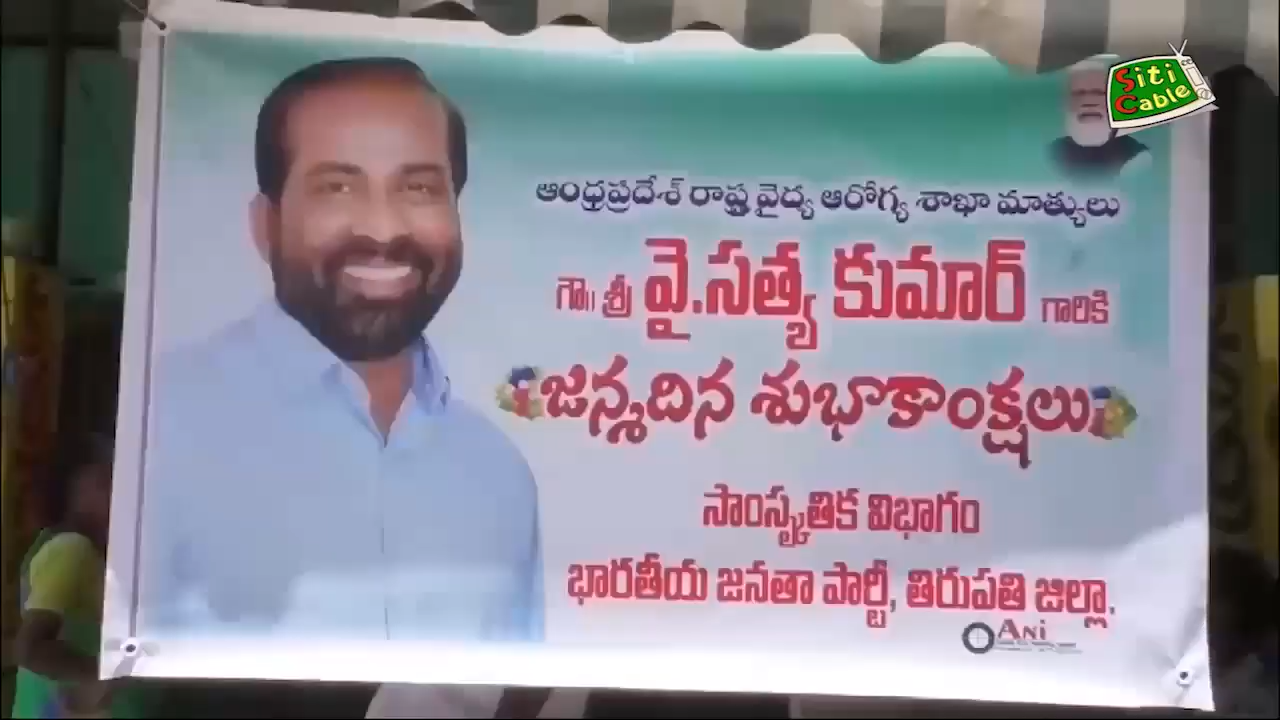 Siti
Cable
ఆంధ్రప్రదేశ్ రాష్ట్ర వైద్య ఆరోగ్య శాఖా మాత్యులు
గౌ॥ శ్రీ వై.సత్య కుమార్ గారికి
జన్మదిన శుభాకాంక్షలు
సాంస్కృతిక విభాగం
భారతీయ జనతా పార్టీ, తిరుపతి జిల్లా.
ANi